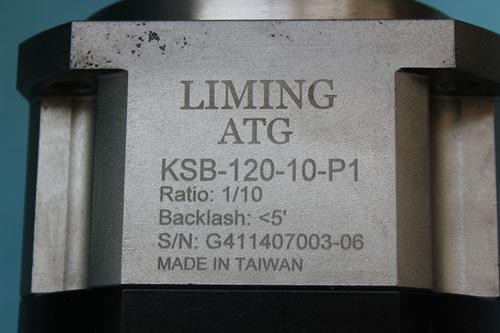 LIMING
ATG
KSB-120-10-P1
Ratio: 1/10
Backlash: <5'
S/N: G411407003-06
MADE IN TAIWAN